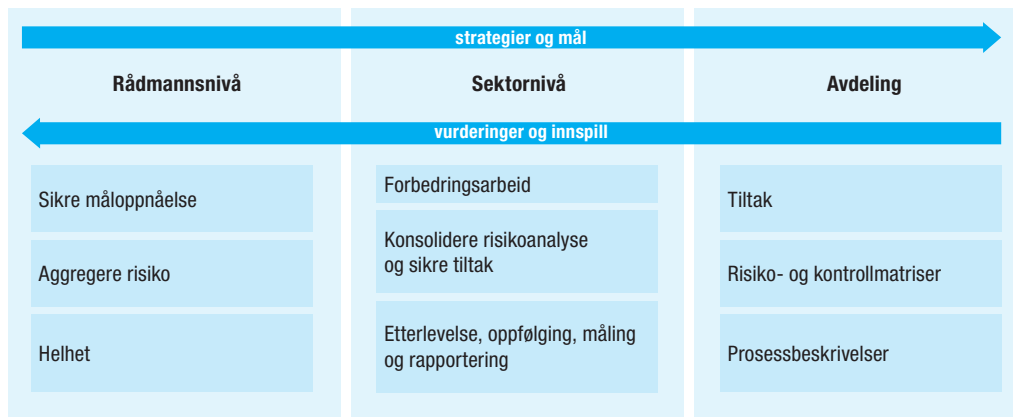 strategier og mål
Rådmannsnivå
Sektornivå
Avdeling
vurderinger og innspill
Sikre måloppnåelse
Aggregere risiko
Helhet
Forbedringsarbeid
Konsolidere risikoanalyse
og sikre tiltak
Etterlevelse, oppfølging, måling
og rapportering
Tiltak
Risiko- og kontrollmatriser
Prosessbeskrivelser